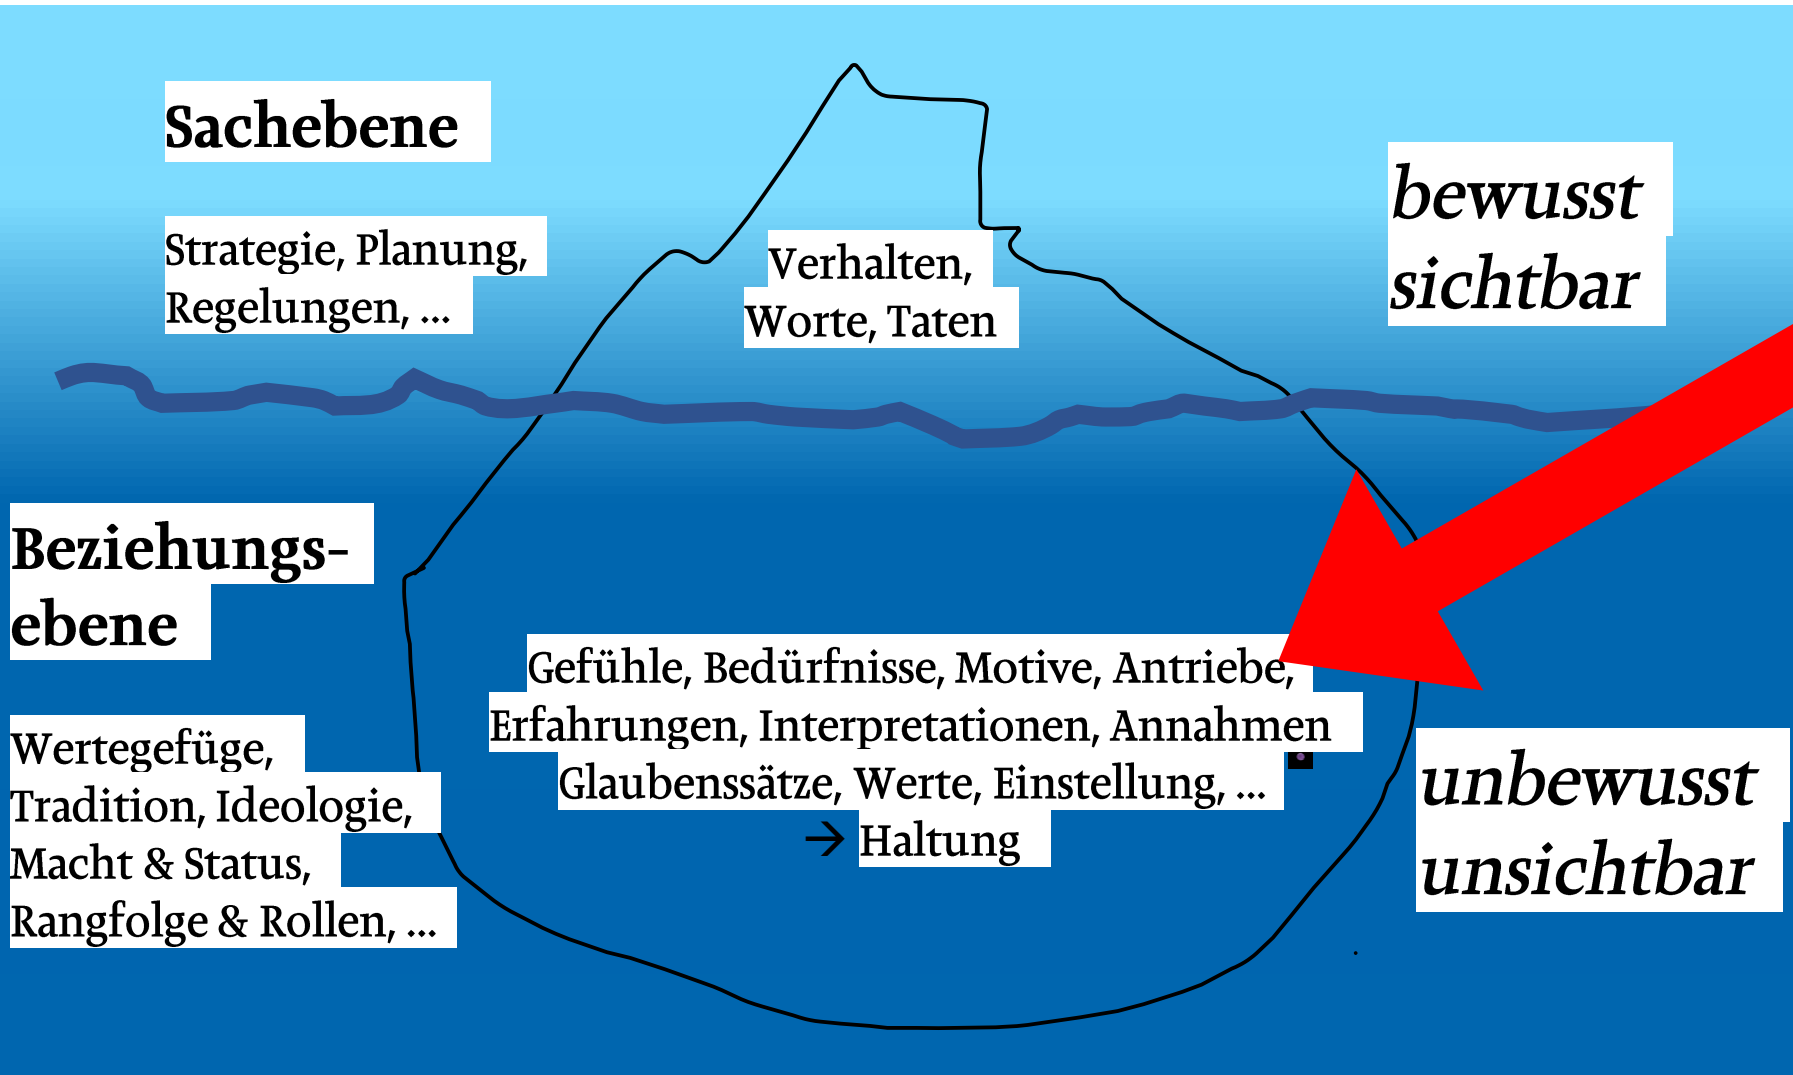 Sachebene
Strategie, Planung,
Regelungen, ...
Verhalten,
Worte, Taten
bewusst
sichtbar
Beziehungs-
ebene
Wertegefüge,
Tradition, Ideologie,
Macht & Status,
Rangfolge & Rollen, ...
Gefühle, Bedürfnisse, Motive, Antriebe,
Erfahrungen, Interpretationen, Annahmen
Glaubenssätze, Werte, Einstellung, ...
→ Haltung
unbewusst
unsichtbar